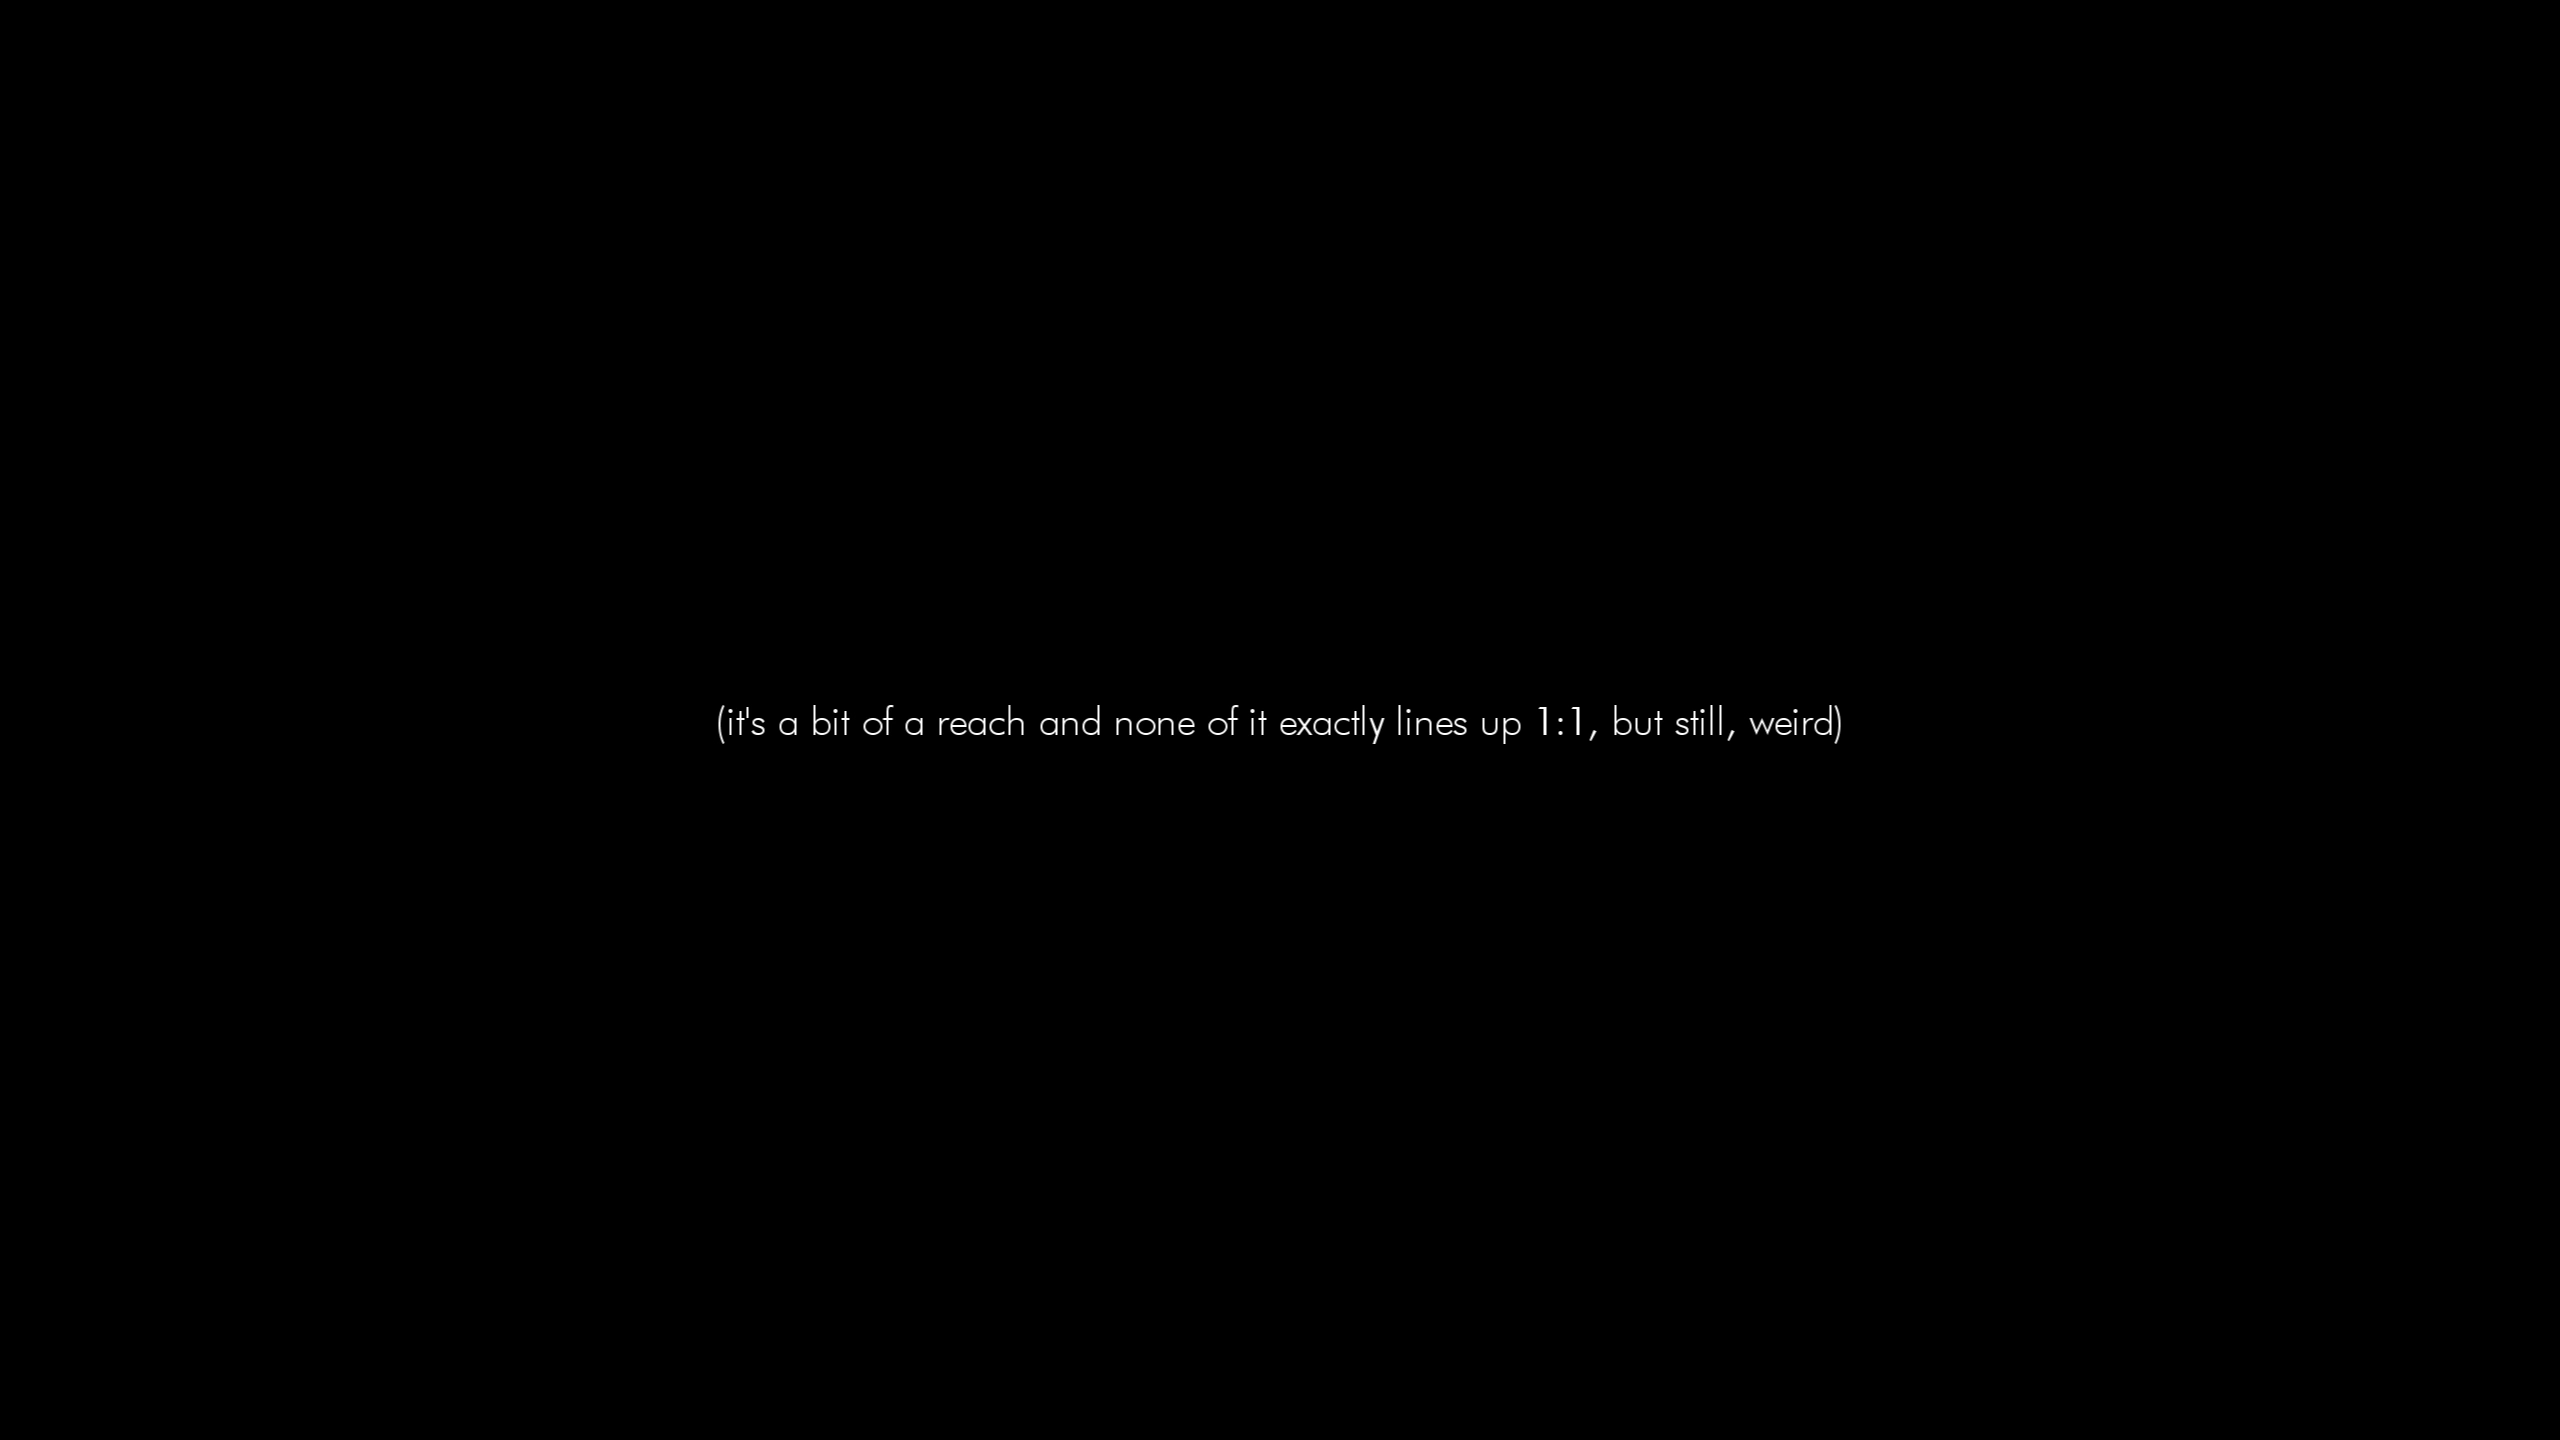 (it's a bit of a reach and none of it exactly lines up 1:1, but still, weird)